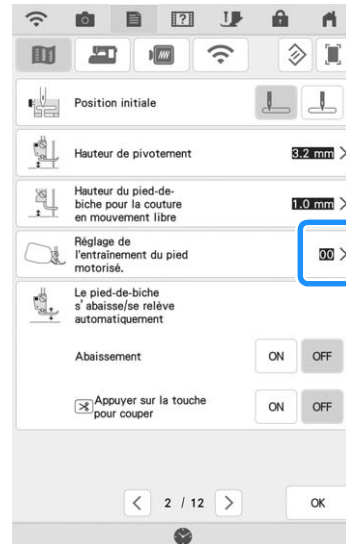 Position initiale
Hauteur de pivotement
3.2 mm
Hauteur du pied-de-
biche pour la couture
en mouvement libre
1.0 mm
Réglage de
l'entraînement du pied
motorisé.
00
Le pied-de-biche
s'abaisse/se relève
automatiquement
Abaissement
ON OFF
Appuyer sur la touche
pour couper
ON OFF
2 / 12
OK